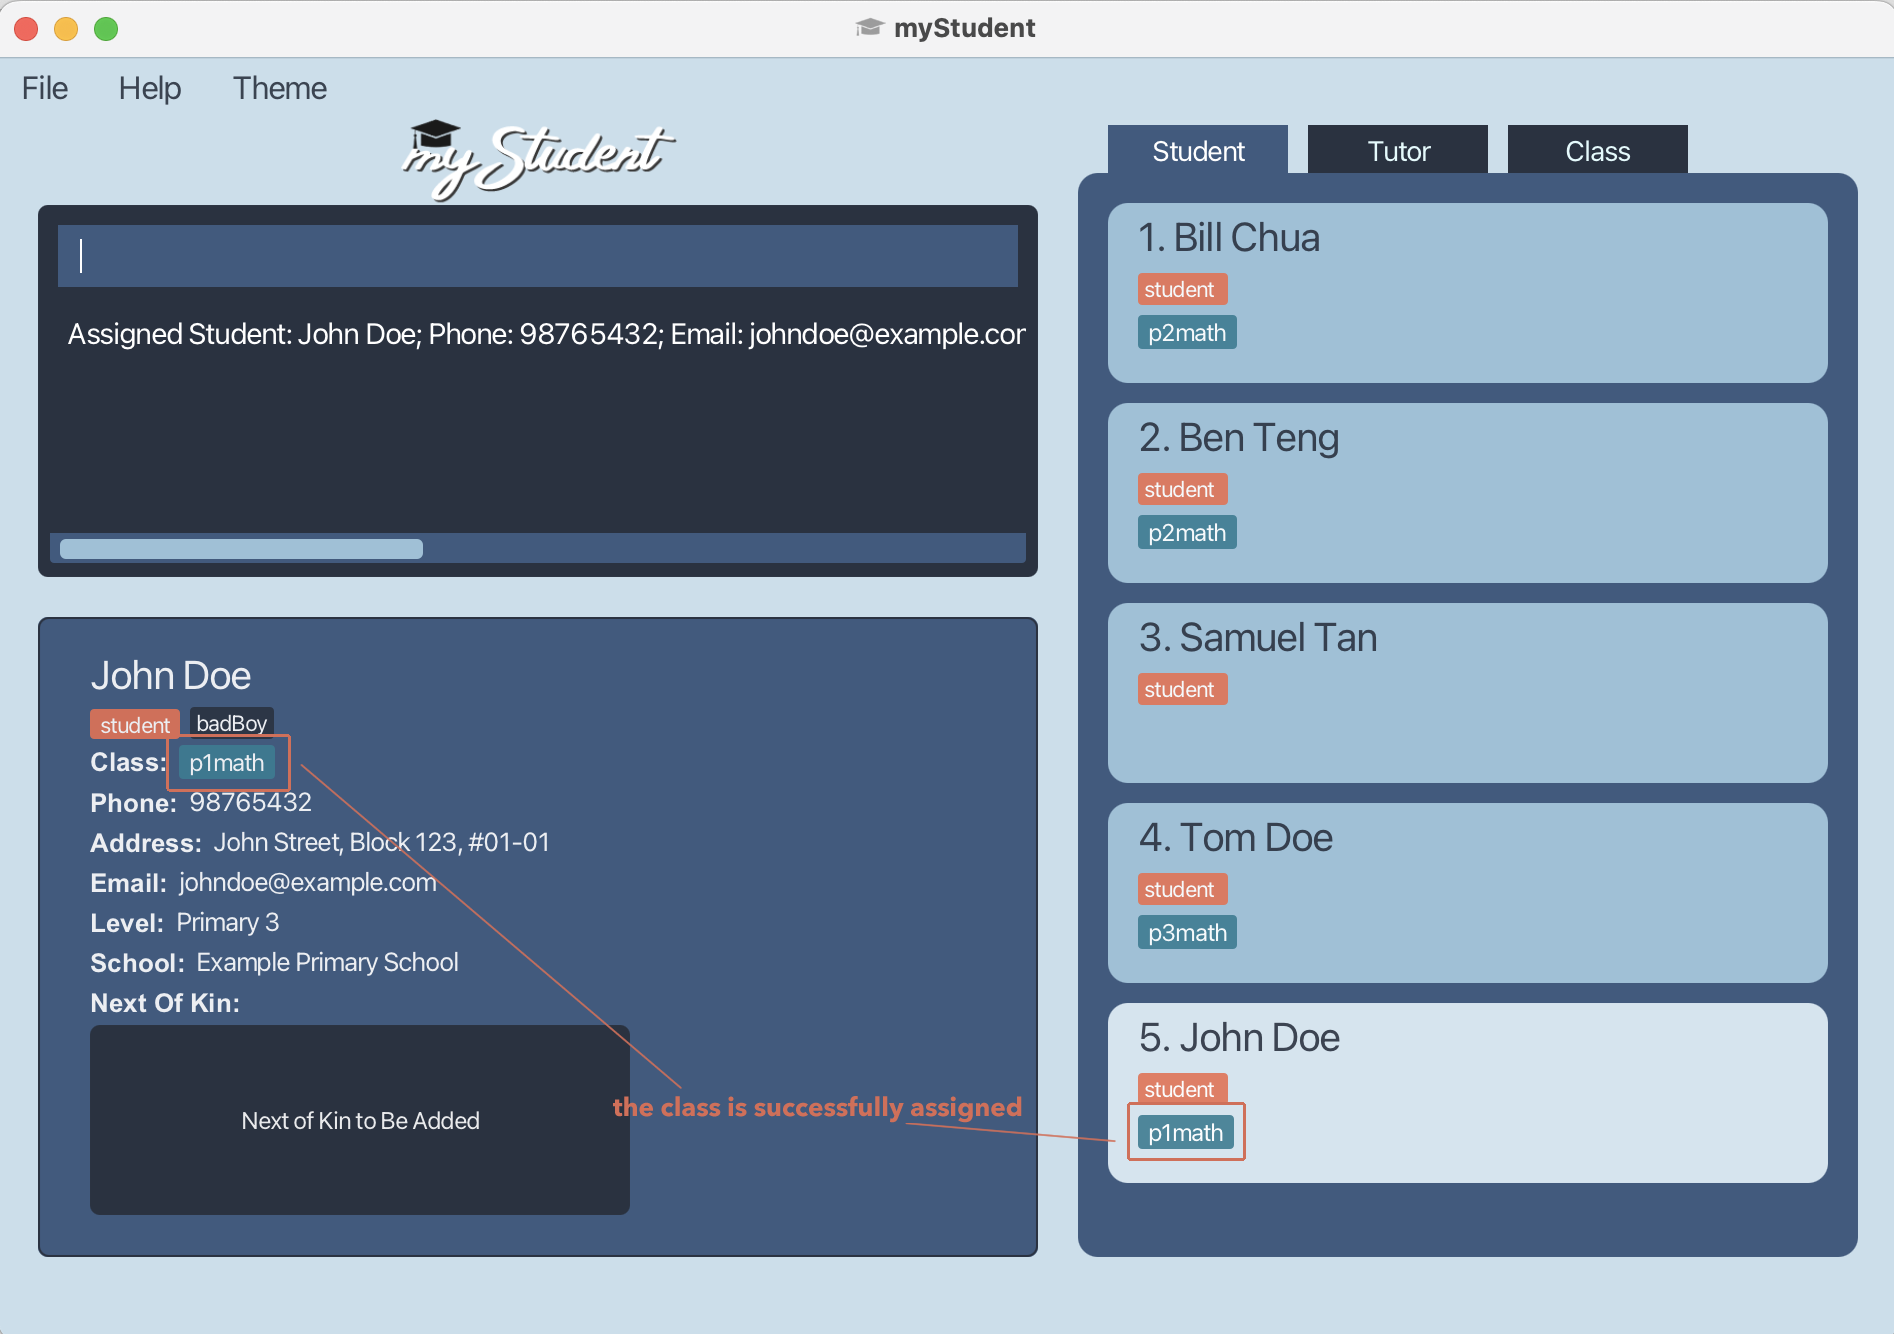 myStudent
File Help Theme
myStudent
Student Tutor Class
Assigned Student: John Doe; Phone: 98765432; Email: johndoe@example.cor
John Doe
student badBoy
Class: p1math
Phone: 98765432
Address: John Street, Block 123, #01-01
Email: johndoe@example.com
Level: Primary 3
School: Example Primary School
Next Of Kin:
Next of Kin to Be Added
the class is successfully assigned
1. Bill Chua
student
p2math
2. Ben Teng
student
p2math
3. Samuel Tan
student
4. Tom Doe
student
p3math
5. John Doe
student
p1math